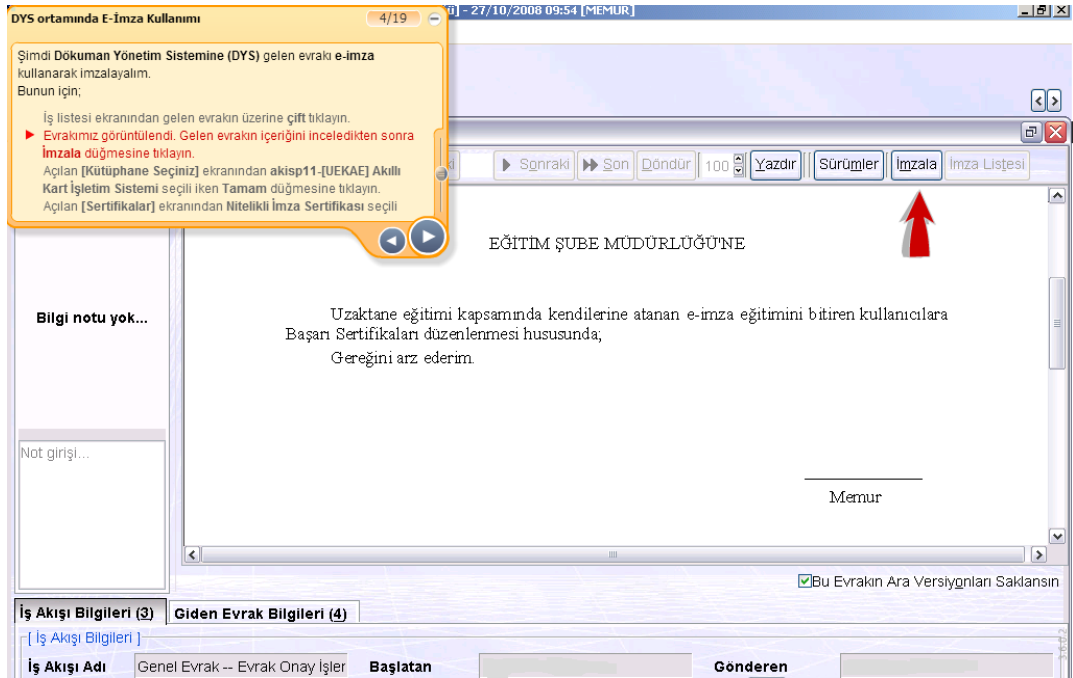 DYS ortamında E-İmza Kullanımı
4/19
- 27/10/2008 09:54 [MEMUR]
Şimdi Dökuman Yönetim Sistemine (DYS) gelen evrakı e-imza
kullanarak imzalayalım.
Bunun için;
İş listesi ekranından gelen evrakın üzerine çift tıklayın.
Evrakımız görüntülendi. Gelen evrakın içeriğini inceledikten sonra
İmzala düğmesine tıklayın.
Açılan [Kütüphane Seçiniz] ekranından akisp11-[UEKAE] Akıllı
Kart İşletim Sistemi seçili iken Tamam düğmesine tıklayın.
Açılan [Sertifikalar] ekranından Nitelikli İmza Sertifikası seçili
Sonraki Son Döndür 100 Yazdır Sürümler İmzala İmza Listesi
EĞİTİM ŞUBE MÜDÜRLÜĞÜ'NE
Bilgi notu yok...
Uzaktane eğitimi kapsamında kendilerine atanan e-imza eğitimini bitiren kullanıcılara
Başarı Sertifikaları düzenlenmesi hususunda;
Gereğini arz ederim.
Not girişi...
Memur
Bu Evrakın Ara Versiyonları Saklansın
İş Akışı Bilgileri (3) Giden Evrak Bilgileri (4)
[ İş Akışı Bilgileri ]
İş Akışı Adı Genel Evrak -- Evrak Onay İşler Başlatan Gönderen
3.6.0.2